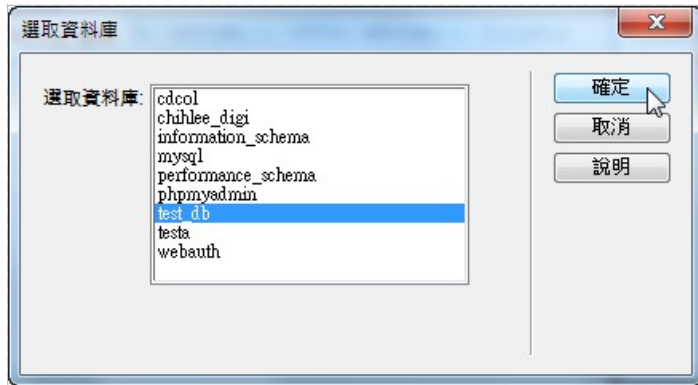 選取資料庫
選取資料庫:
cdcol
chihlee_digi
information_schema
mysql
performance_schema
phpmyadmin
test_db
testa
webauth
確定
取消
說明